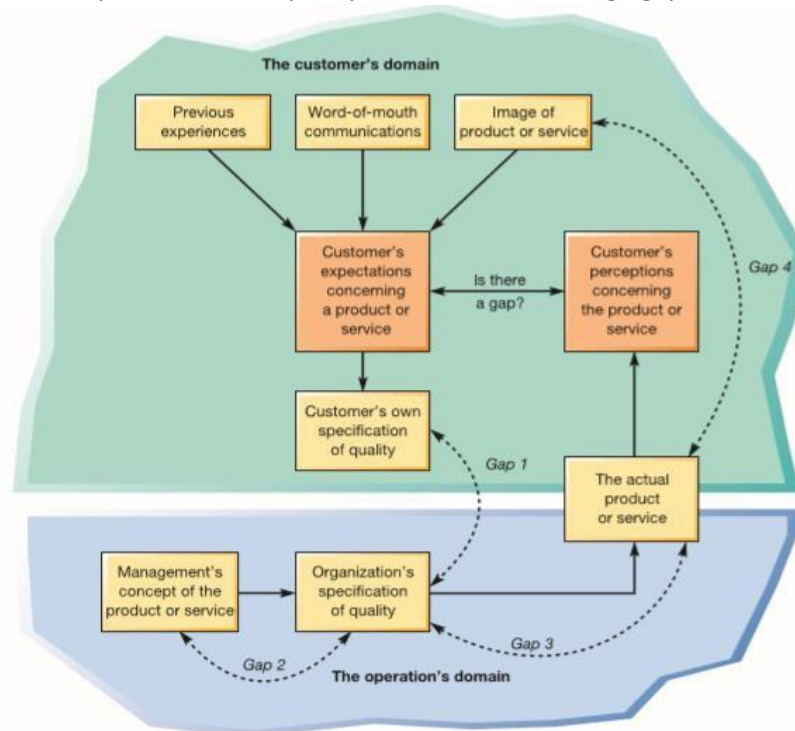 The customer's domain
Previous
experiences
Word-of-mouth
communications
Image of
product or service
Customer's
expectations
concerning
a product or
service
Is there
a gap?
Customer's
perceptions
concerning
the product or
service
Gap 4
Customer's own
specification
of quality
Gap 1
The actual
product
or service
Management's
concept of the
product or service
Organization's
specification
of quality
Gap 2
Gap 3
The operation's domain